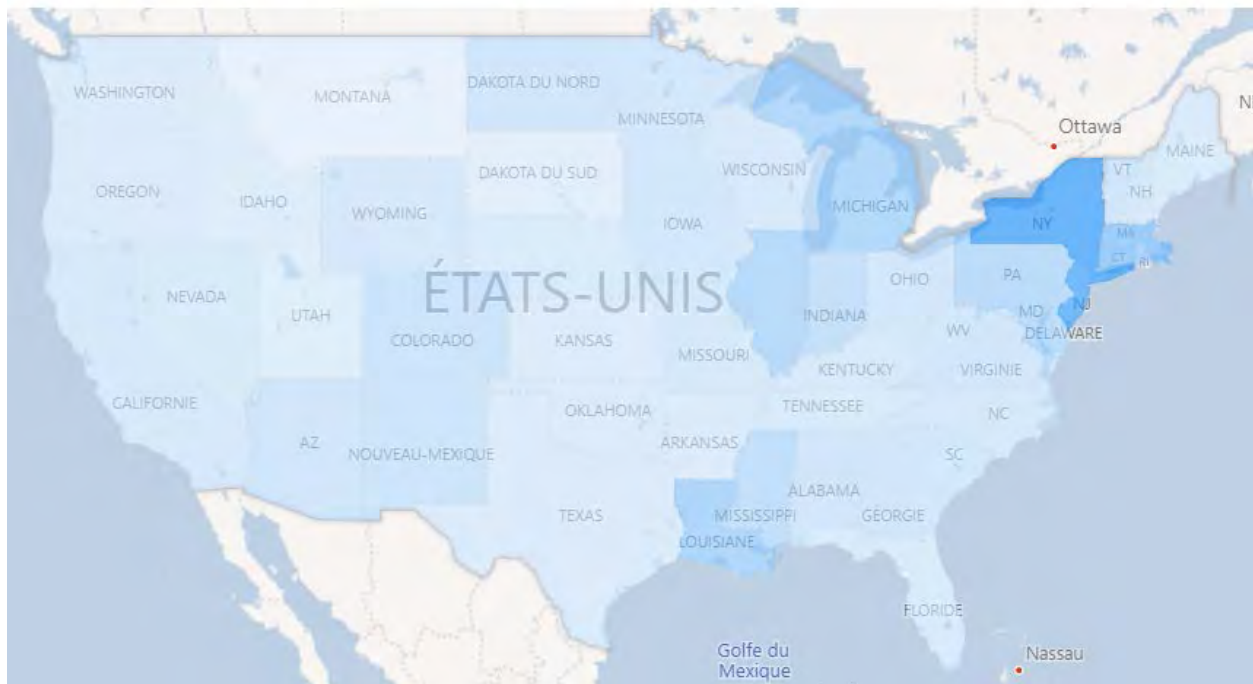 WASHINGTON
MONTANA
DAKOTA DU NORD
MINNESOTA
Ottawa
MAINE
VT
NH
OREGON
IDAHO
WYOMING
DAKOTA DU SUD
WISCONSIN
MICHIGAN
IOWA
NY
MA
CT
RI
NEVADA
UTAH
ÉTATS-UNIS
COLORADO
KANSAS
MISSOURI
INDIANA
OHIO
PA
NJ
MD
DELAWARE
WV
KENTUCKY
VIRGINIE
CALIFORNIE
AZ
NOUVEAU-MEXIQUE
OKLAHOMA
ARKANSAS
TENNESSEE
NC
SC
TEXAS
LOUISIANE
MISSISSIPPI
ALABAMA
GEORGIE
FLORIDE
Golfe du
Mexique
Nassau